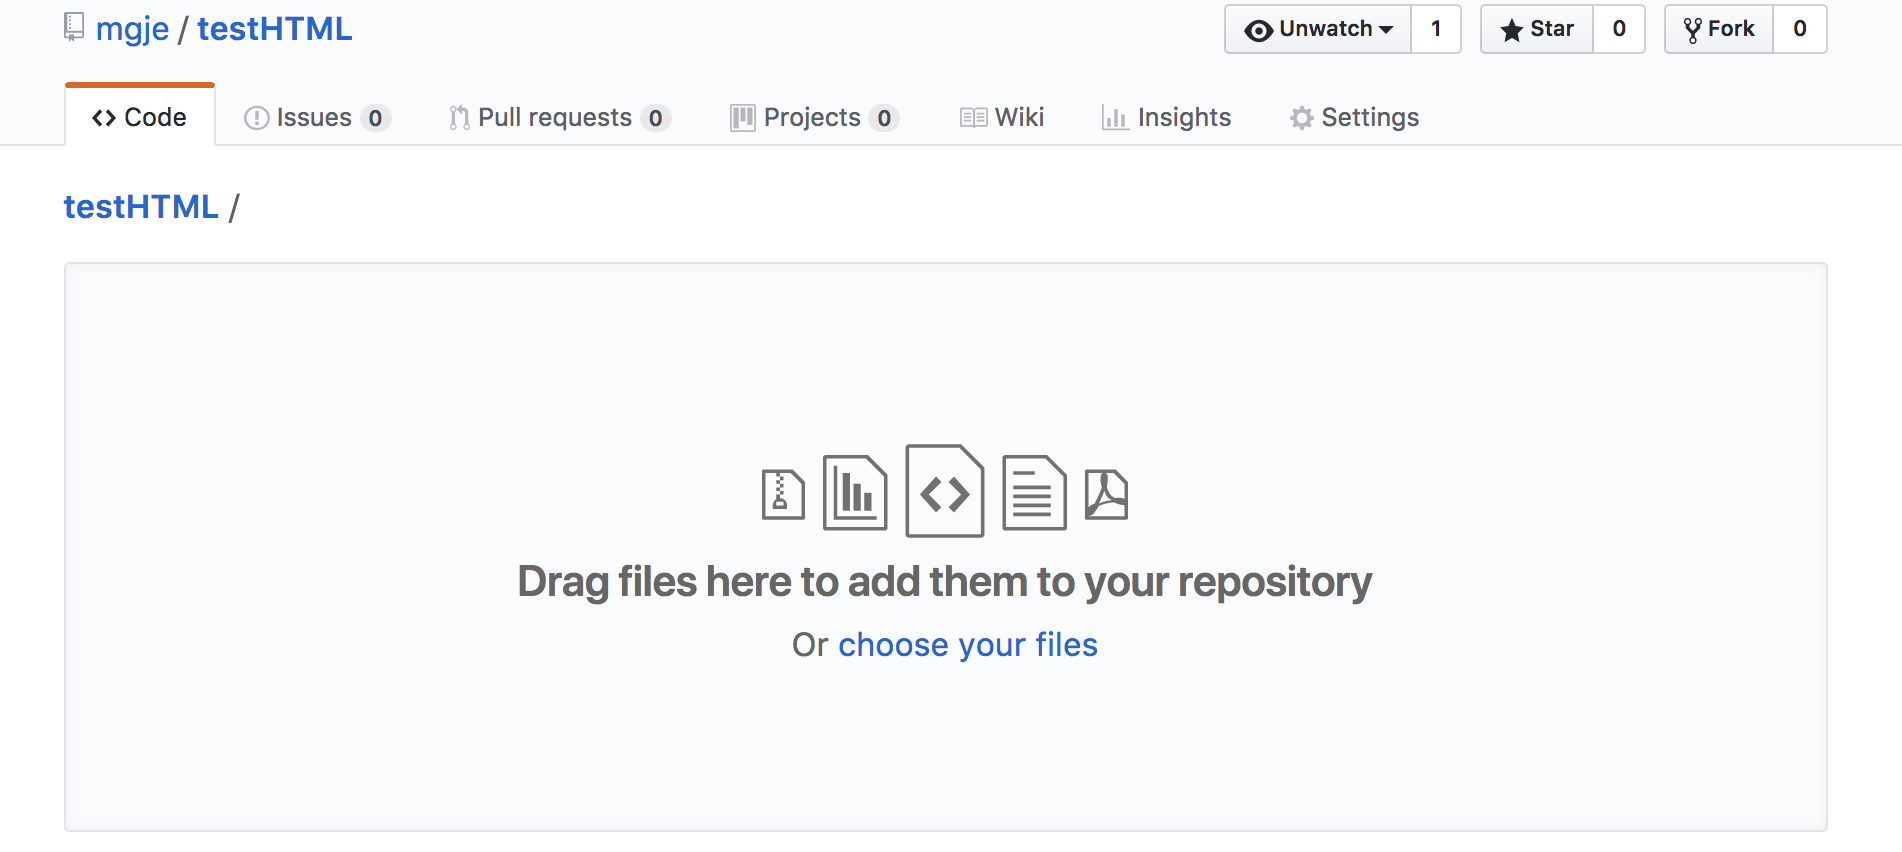 mgje / testHTML
Unwatch 1 Star 0 Fork 0
Code Issues 0 Pull requests 0 Projects 0 Wiki Insights Settings
testHTML /
Drag files here to add them to your repository
Or choose your files